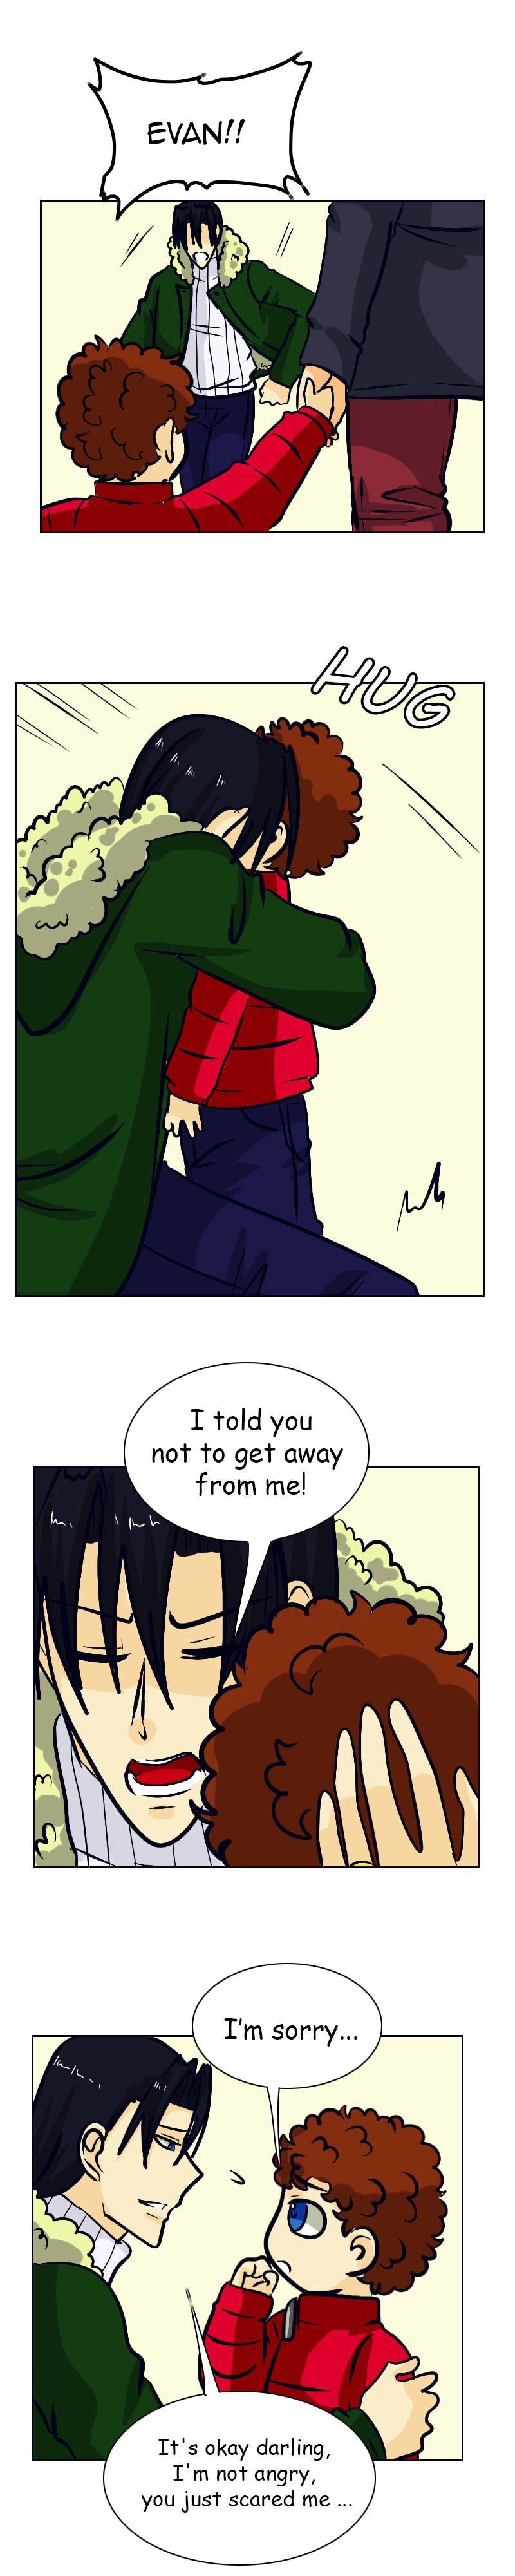 EVAN!!
HUG
I told you
not to get away
from me!
I'm sorry...
It's okay darling,
I'm not angry,
you just scared me ...